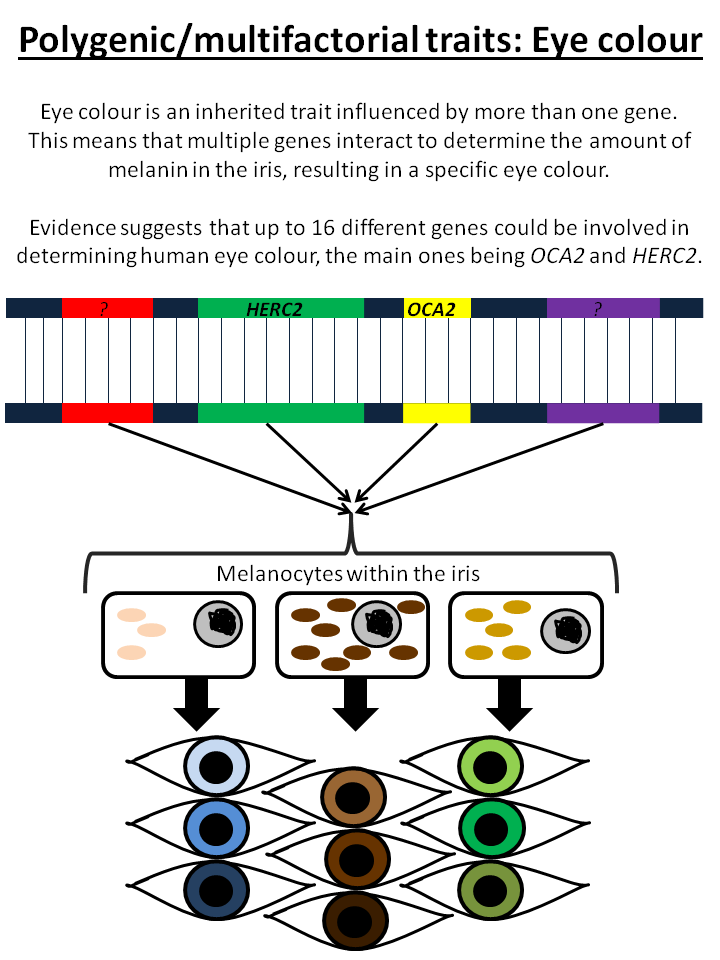 Polygenic/multifactorial traits: Eye colour
Eye colour is an inherited trait influenced by more than one gene.
This means that multiple genes interact to determine the amount of
melanin in the iris, resulting in a specific eye colour.
Evidence suggests that up to 16 different genes could be involved in
determining human eye colour, the main ones being OCA2 and HERC2.
? HERC2 OCA2 ?
Melanocytes within the iris